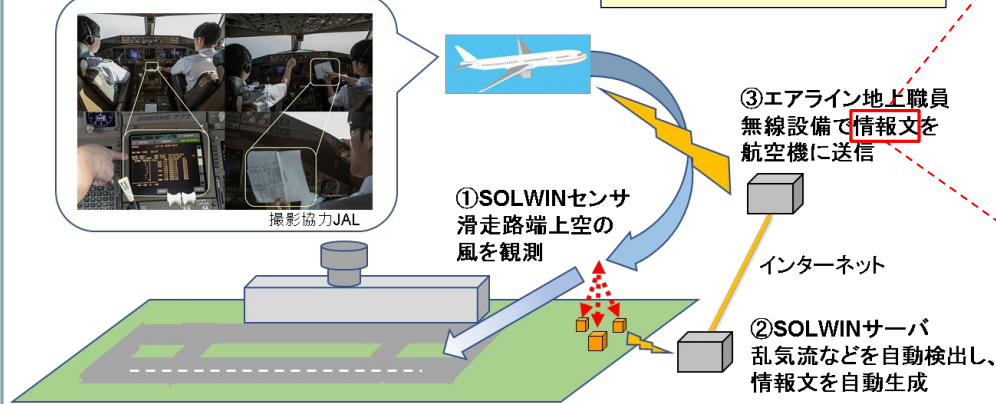 ③エアライン地上職員
無線設備で情報文を
航空機に送信
撮影協力JAL
①SOLWINセンサ
滑走路端上空の
風を観測
インターネット
②SOLWINサーバ
乱気流などを自動検出し、
情報文を自動生成